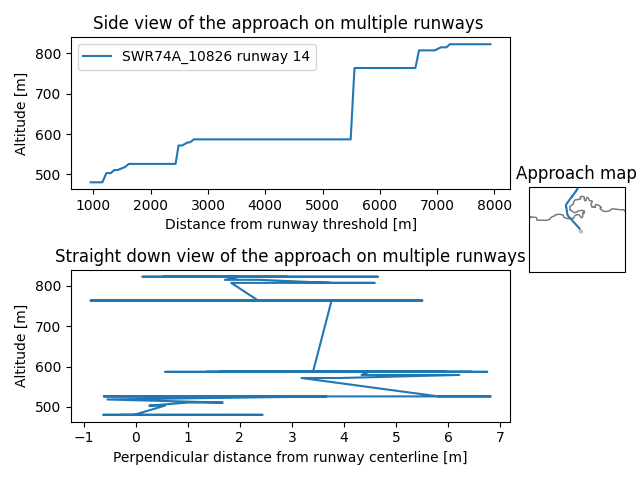 Side view of the approach on multiple runways
SWR74A_10826 runway 14
Altitude [m]
800
700
600
500
1000 2000 3000 4000 5000 6000 7000 8000
Distance from runway threshold [m]
Approach map
Straight down view of the approach on multiple runways
Altitude [m]
800
700
600
500
−1 0 1 2 3 4 5 6 7
Perpendicular distance from runway centerline [m]